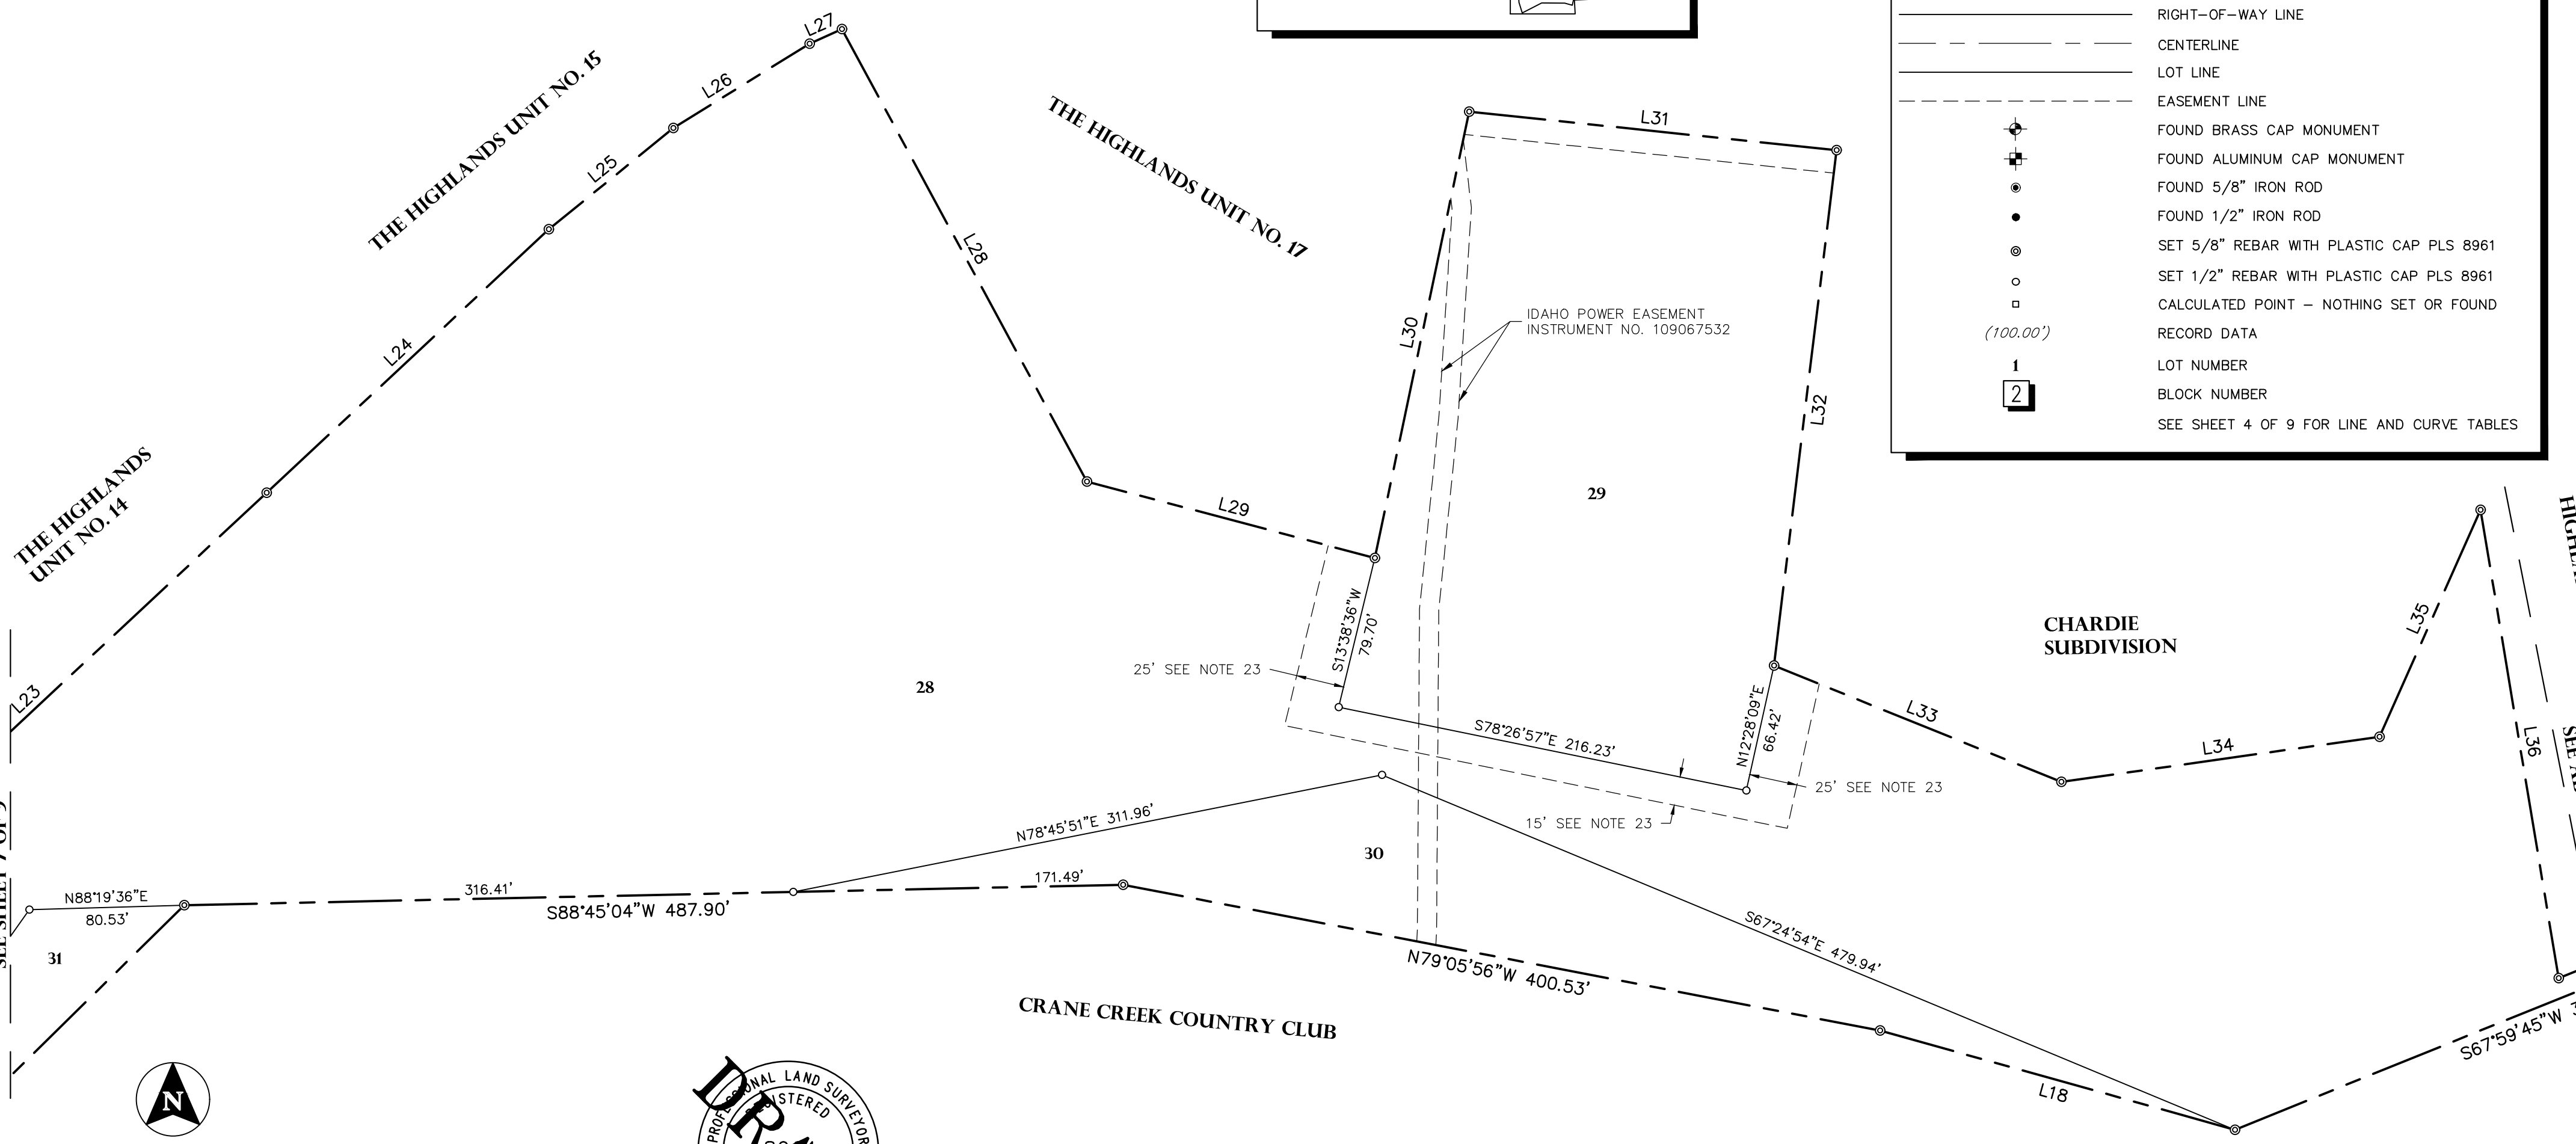 L27
THE HIGHLANDS UNIT NO. 15
L26
L25
L24
L28
THE HIGHLANDS UNIT NO. 17
L31
L30
L32
IDAHO POWER EASEMENT
INSTRUMENT NO. 109067532
29
L29
RIGHT-OF-WAY LINE
CENTERLINE
LOT LINE
EASEMENT LINE
FOUND BRASS CAP MONUMENT
FOUND ALUMINUM CAP MONUMENT
FOUND 5/8" IRON ROD
FOUND 1/2" IRON ROD
SET 5/8" REBAR WITH PLASTIC CAP PLS 8961
SET 1/2" REBAR WITH PLASTIC CAP PLS 8961
CALCULATED POINT - NOTHING SET OR FOUND
(100.00') RECORD DATA
1 LOT NUMBER
2 BLOCK NUMBER
SEE SHEET 4 OF 9 FOR LINE AND CURVE TABLES
THE HIGHLANDS
UNIT NO. 14
L23
28
S13°38'36"W
79.70'
25' SEE NOTE 23
S78°26'57"E 216.23'
N12°28'09"E
66.42'
25' SEE NOTE 23
15' SEE NOTE 23
CHARDIE
SUBDIVISION
L33
L34
L35
L36
N78°45'51"E 311.96'
30
171.49'
316.41'
S88°45'04"W 487.90'
N88°19'36"E
80.53'
31
SEE SHEET 7 OF 9
S67°24'54"E 479.94'
N79°05'56"W 400.53'
CRANE CREEK COUNTRY CLUB
L18
S67°59'45"W
N
PROFESSIONAL LAND SURVEYOR
REGISTERED